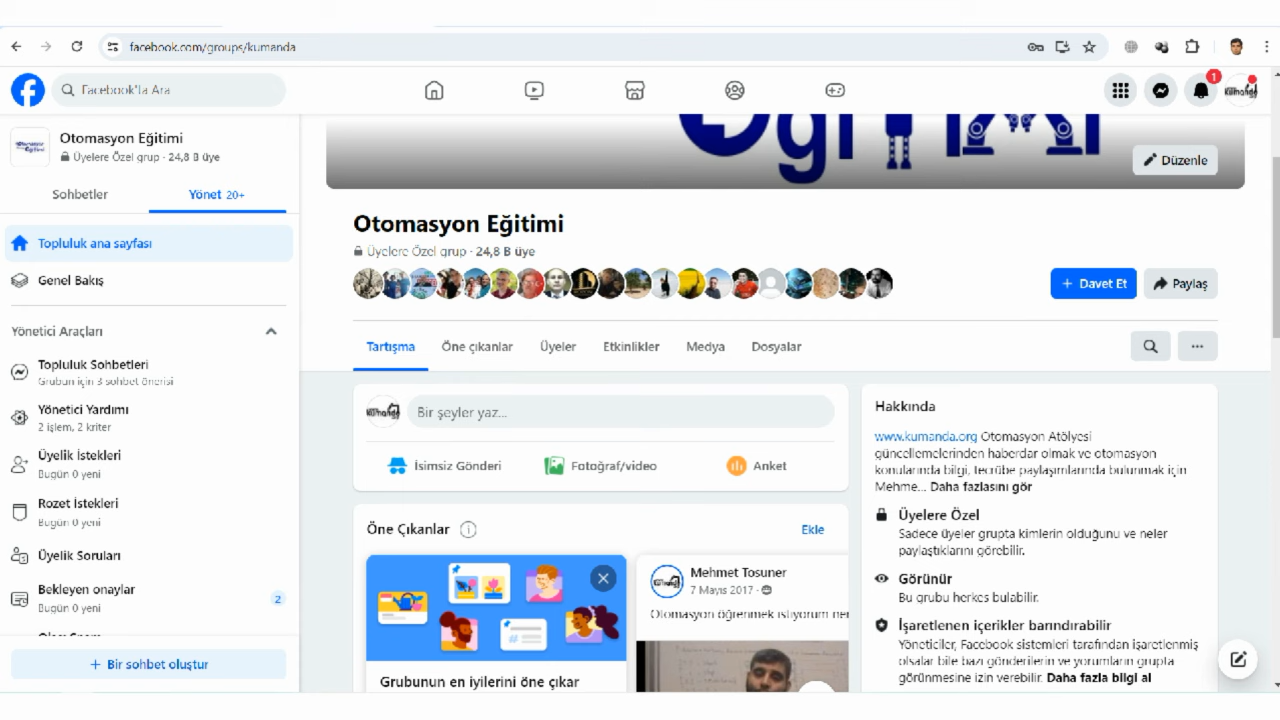 facebook.com/groups/kumanda
Facebook'ta Ara
1
Otomasyon Eğitimi
Üyelere Özel grup · 24,8 B üye
Sohbetler
Yönet 20+
Topluluk ana sayfası
Genel Bakış
Yönetici Araçları
Topluluk Sohbetleri
Grubun için 3 sohbet önerisi
Yönetici Yardımı
2 işlem, 2 kriter
Üyelik İstekleri
Bugün 0 yeni
Rozet İstekleri
Bugün 0 yeni
Üyelik Soruları
Bekleyen onaylar
Bugün 0 yeni
2
+ Bir sohbet oluştur
Eğitimi
Düzenle
Otomasyon Eğitimi
Üyelere Özel grup · 24,8 B üye
+ Davet Et
Paylaş
Tartışma
Öne çıkanlar
Üyeler
Etkinlikler
Medya
Dosyalar
kumanda
Bir şeyler yaz...
İsimsiz Gönderi
Fotoğraf/video
Anket
Öne Çıkanlar
Ekle
Grubunun en iyilerini öne çıkar
Mehmet Tosuner
7 Mayıs 2017
Otomasyon öğrenmek istiyorum ner
Hakkında
www.kumanda.org Otomasyon Atölyesi
güncellemelerinden haberdar olmak ve otomasyon
konularında bilgi, tecrübe paylaşımlarında bulunmak için
Mehme... Daha fazlasını gör
Üyelere Özel
Sadece üyeler grupta kimlerin olduğunu ve neler
paylaştıklarını görebilir.
Görünür
Bu grubu herkes bulabilir.
İşaretlenen içerikler barındırabilir
Yöneticiler, Facebook sistemleri tarafından işaretlenmiş
olsalar bile bazı gönderilerin ve yorumların grupta
görünmesine izin verebilir. Daha fazla bilgi al